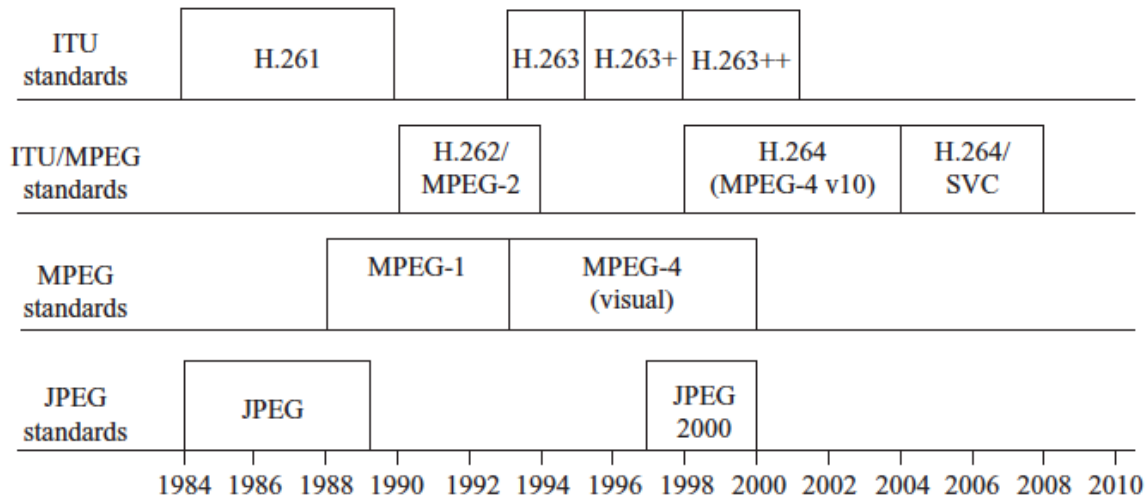 ITU
standards
H.261
H.263
H.263+
H.263++
ITU/MPEG
standards
H.262/
MPEG-2
H.264
(MPEG-4 v10)
H.264/
SVC
MPEG
standards
MPEG-1
MPEG-4
(visual)
JPEG
standards
JPEG
JPEG
2000
1984 1986 1988 1990 1992 1994 1996 1998 2000 2002 2004 2006 2008 2010